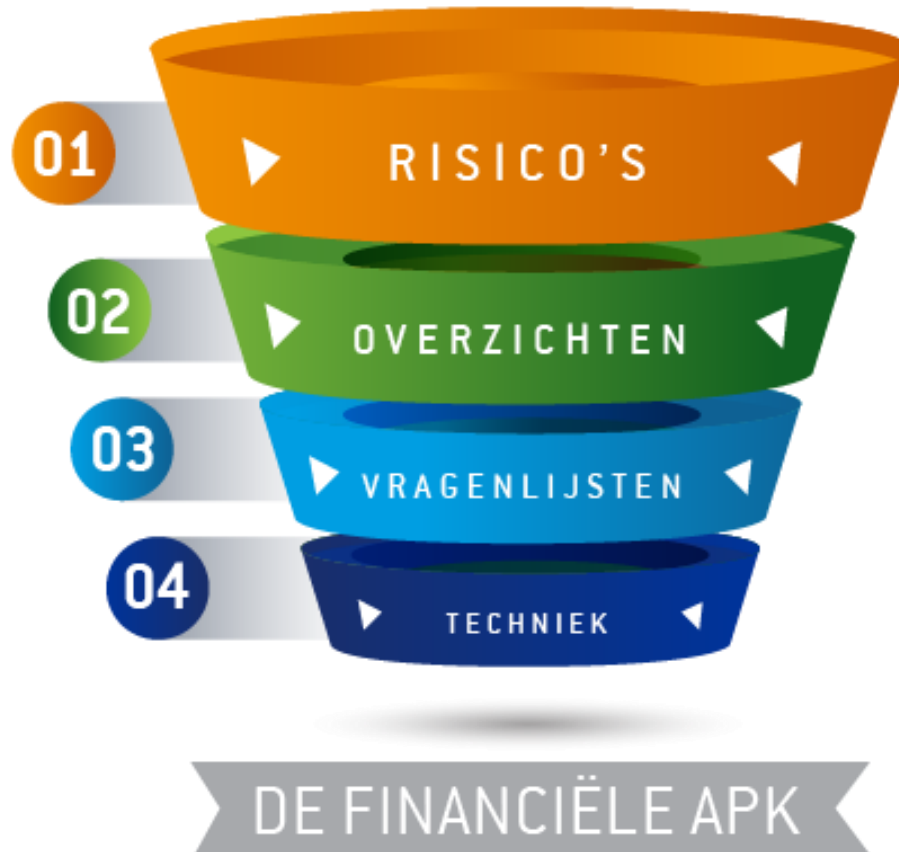 01
RISICO'S
02
OVERZICHTEN
03
VRAGENLIJSTEN
04
TECHNIEK
DE FINANCIËLE APK